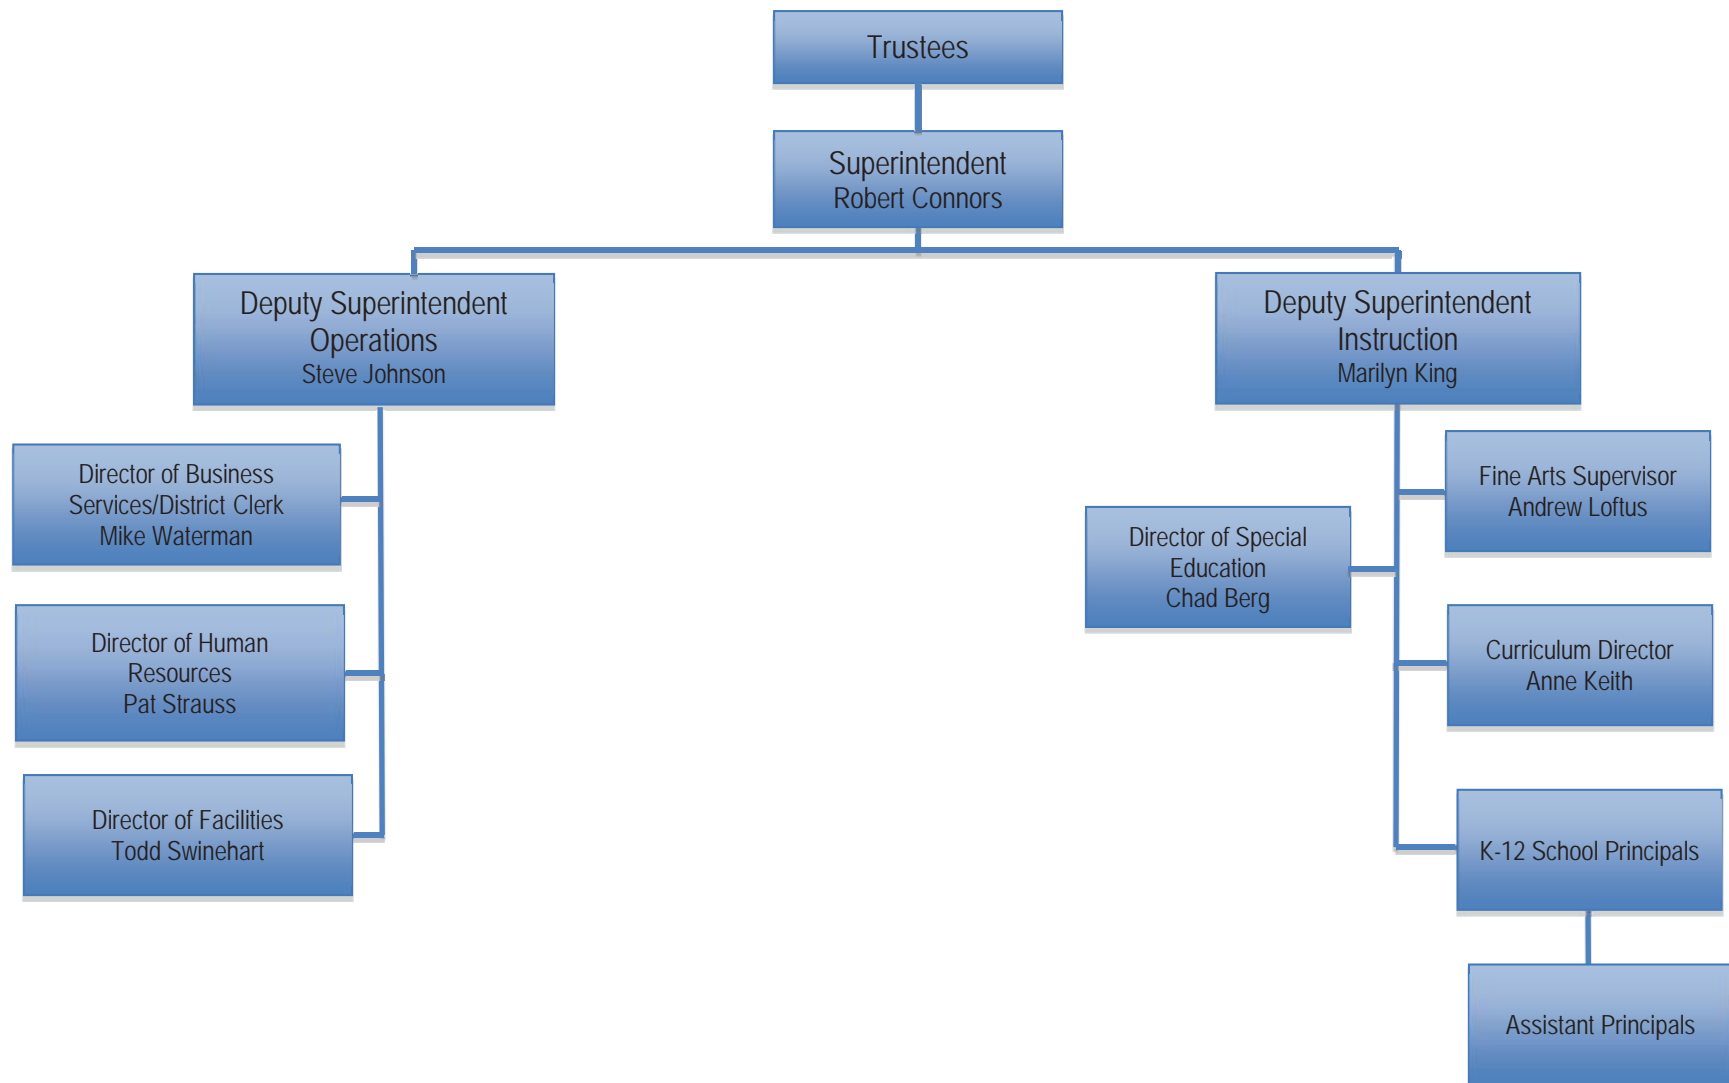 Trustees
Superintendent
Robert Connors
Deputy Superintendent
Operations
Steve Johnson
Deputy Superintendent
Instruction
Marilyn King
Director of Business
Services/District Clerk
Mike Waterman
Director of Human
Resources
Pat Strauss
Director of Facilities
Todd Swinehart
Director of Special
Education
Chad Berg
Fine Arts Supervisor
Andrew Loftus
Curriculum Director
Anne Keith
K-12 School Principals
Assistant Principals